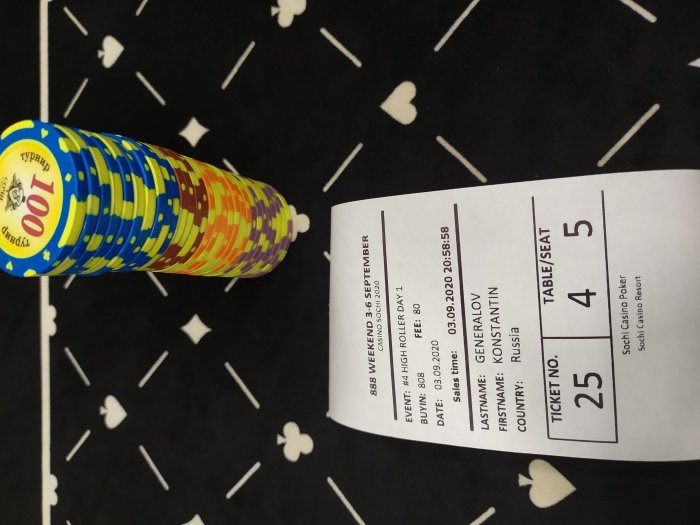 турнир
100
турнир
888 WEEKEND 3-6 SEPTEMBER
CASINO SOCHI 2020
EVENT: #4 HIGH ROLLER DAY 1
BUYIN: 808 FEE: 80
DATE: 03.09.2020
Sales time: 03.09.2020 20:58:58
LASTNAME: GENERALOV
FIRSTNAME: KONSTANTIN
COUNTRY: Russia
TICKET NO. TABLE/SEAT
25 4 5
Sochi Casino Poker
Sochi Casino Resort